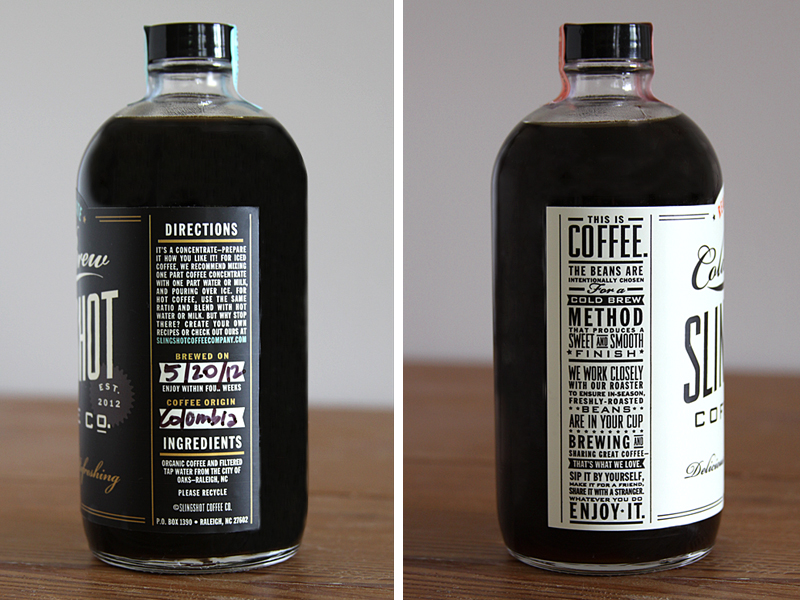 brew
HOT
EST.
2012
E CO.
freshing
DIRECTIONS
IT'S A CONCENTRATE–PREPARE
IT HOW YOU LIKE IT! FOR ICED
COFFEE, WE RECOMMEND MIXING
ONE PART COFFEE CONCENTRATE
WITH ONE PART WATER OR MILK,
AND POURING OVER ICE. FOR
HOT COFFEE, USE THE SAME
RATIO AND BLEND WITH HOT
WATER OR MILK. BUT WHY STOP
THERE? CREATE YOUR OWN
RECIPES OR CHECK OUT OURS AT
SLINGSHOTCOFFEECOMPANY.COM
BREWED ON
5/20/12
ENJOY WITHIN FOU.. WEEKS
COFFEE ORIGIN
Colombia
INGREDIENTS
ORGANIC COFFEE AND FILTERED
TAP WATER FROM THE CITY OF
OAKS–RALEIGH, NC
PLEASE RECYCLE
©SLINGSHOT COFFEE CO.
P.O. BOX 1390 • RALEIGH, NC 27602
THIS IS
COFFEE.
THE BEANS ARE
INTENTIONALLY CHOSEN
For a
COLD BREW
METHOD
THAT PRODUCES A
SWEET AND SMOOTH
FINISH
WE WORK CLOSELY
WITH OUR ROASTER
TO ENSURE IN-SEASON,
FRESHLY-ROASTED
BEANS
ARE IN YOUR CUP
BREWING AND
SHARING GREAT COFFEE–
THAT'S WHAT WE LOVE.
SIP IT BY YOURSELF,
MAKE IT FOR A FRIEND,
SHARE IT WITH A STRANGER.
WHATEVER YOU DO
ENJOY·IT.
Col
SLIN
COF
Delicio